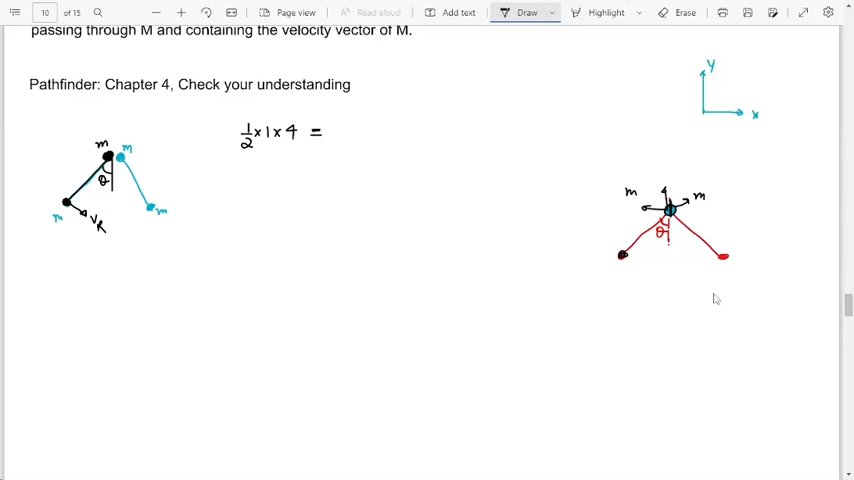 10 of 15 Page view Read aloud Add text Draw Highlight Erase
passing through M and containing the velocity vector of M.
Pathfinder: Chapter 4, Check your understanding
y
x
1/2 × 1 × 4 =
m m
θ
m V_R m
m m
θ